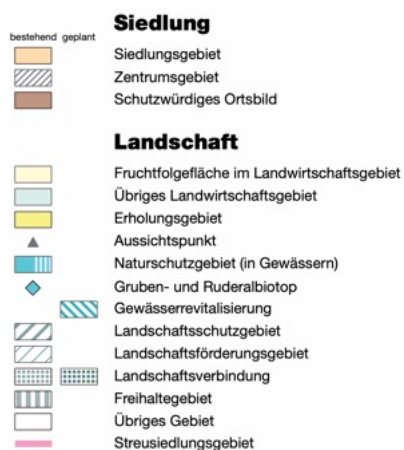 Siedlung
bestehend geplant
Siedlungsgebiet
Zentrumsgebiet
Schutzwürdiges Ortsbild
Landschaft
Fruchtfolgefläche im Landwirtschaftsgebiet
Übriges Landwirtschaftsgebiet
Erholungsgebiet
Aussichtspunkt
Naturschutzgebiet (in Gewässern)
Gruben- und Ruderalbiotop
Gewässerrevitalisierung
Landschaftsschutzgebiet
Landschaftsförderungsgebiet
Landschaftsverbindung
Freihaltegebiet
Übriges Gebiet
Streusiedlungsgebiet